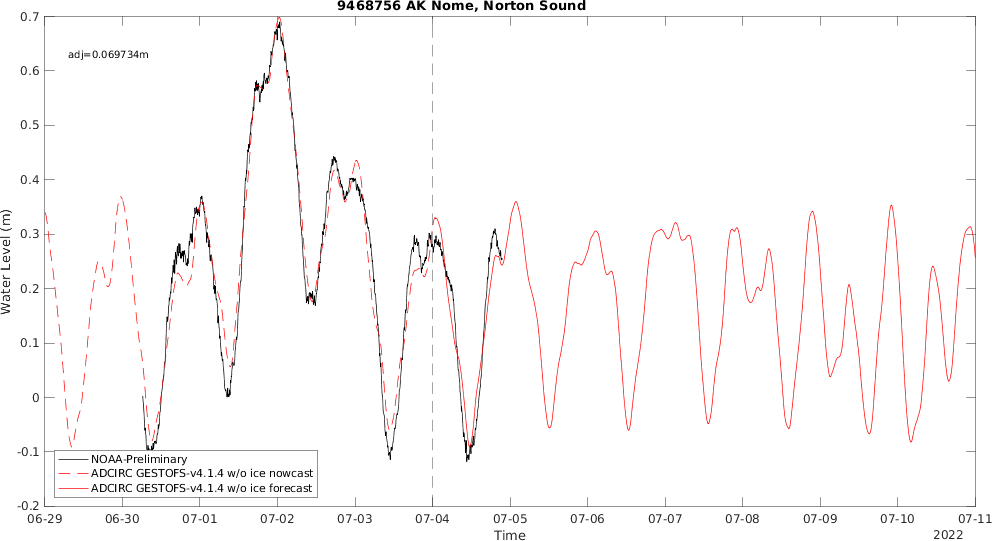 9468756 AK Nome, Norton Sound
adj=0.069734m
0.7
0.6
0.5
0.4
0.3
0.2
0.1
0
-0.1
-0.2
Water Level (m)
NOAA-Preliminary
ADCIRC GESTOFS-v4.1.4 w/o ice nowcast
ADCIRC GESTOFS-v4.1.4 w/o ice forecast
06-29 06-30 07-01 07-02 07-03 07-04 07-05 07-06 07-07 07-08 07-09 07-10 07-11
Time
2022